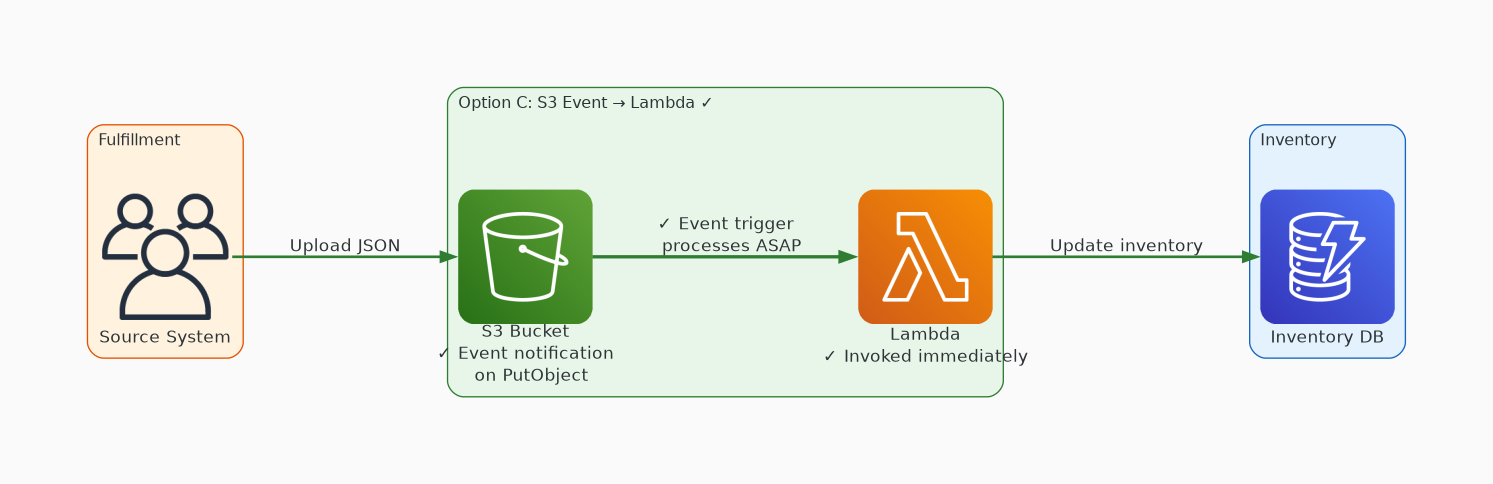 Option C: S3 Event → Lambda ✓
Fulfillment
Inventory
✓ Event trigger
processes ASAP
Upload JSON
Update inventory
S3 Bucket
✓ Event notification
on PutObject
Lambda
✓ Invoked immediately
Source System
Inventory DB